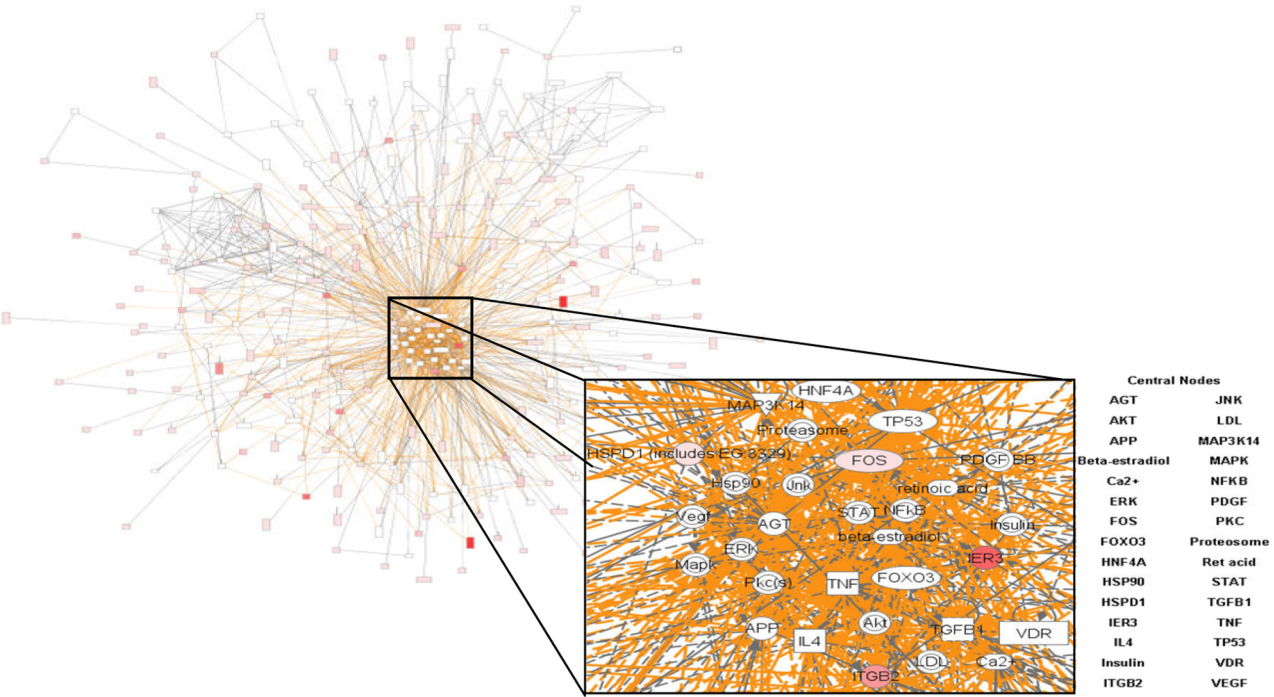 HNF4A
MAP3K14
TP53
Proteasome
HSPD1 (includes EG:3329)
FOS
PDGF BB
Hsp90
Jnk
retinoic acid
Vegf
AGT
STAT
NFkB
Insulin
beta-estradiol
ERK
IER3
Mapk
Pkc(s)
TNF
FOXO3
APP
IL4
Akt
TGFB1
VDR
LDL
Ca2+
ITGB2
Central Nodes
AGT JNK
AKT LDL
APP MAP3K14
Beta-estradiol MAPK
Ca2+ NFKB
ERK PDGF
FOS PKC
FOXO3 Proteosome
HNF4A Ret acid
HSP90 STAT
HSPD1 TGFB1
IER3 TNF
IL4 TP53
Insulin VDR
ITGB2 VEGF